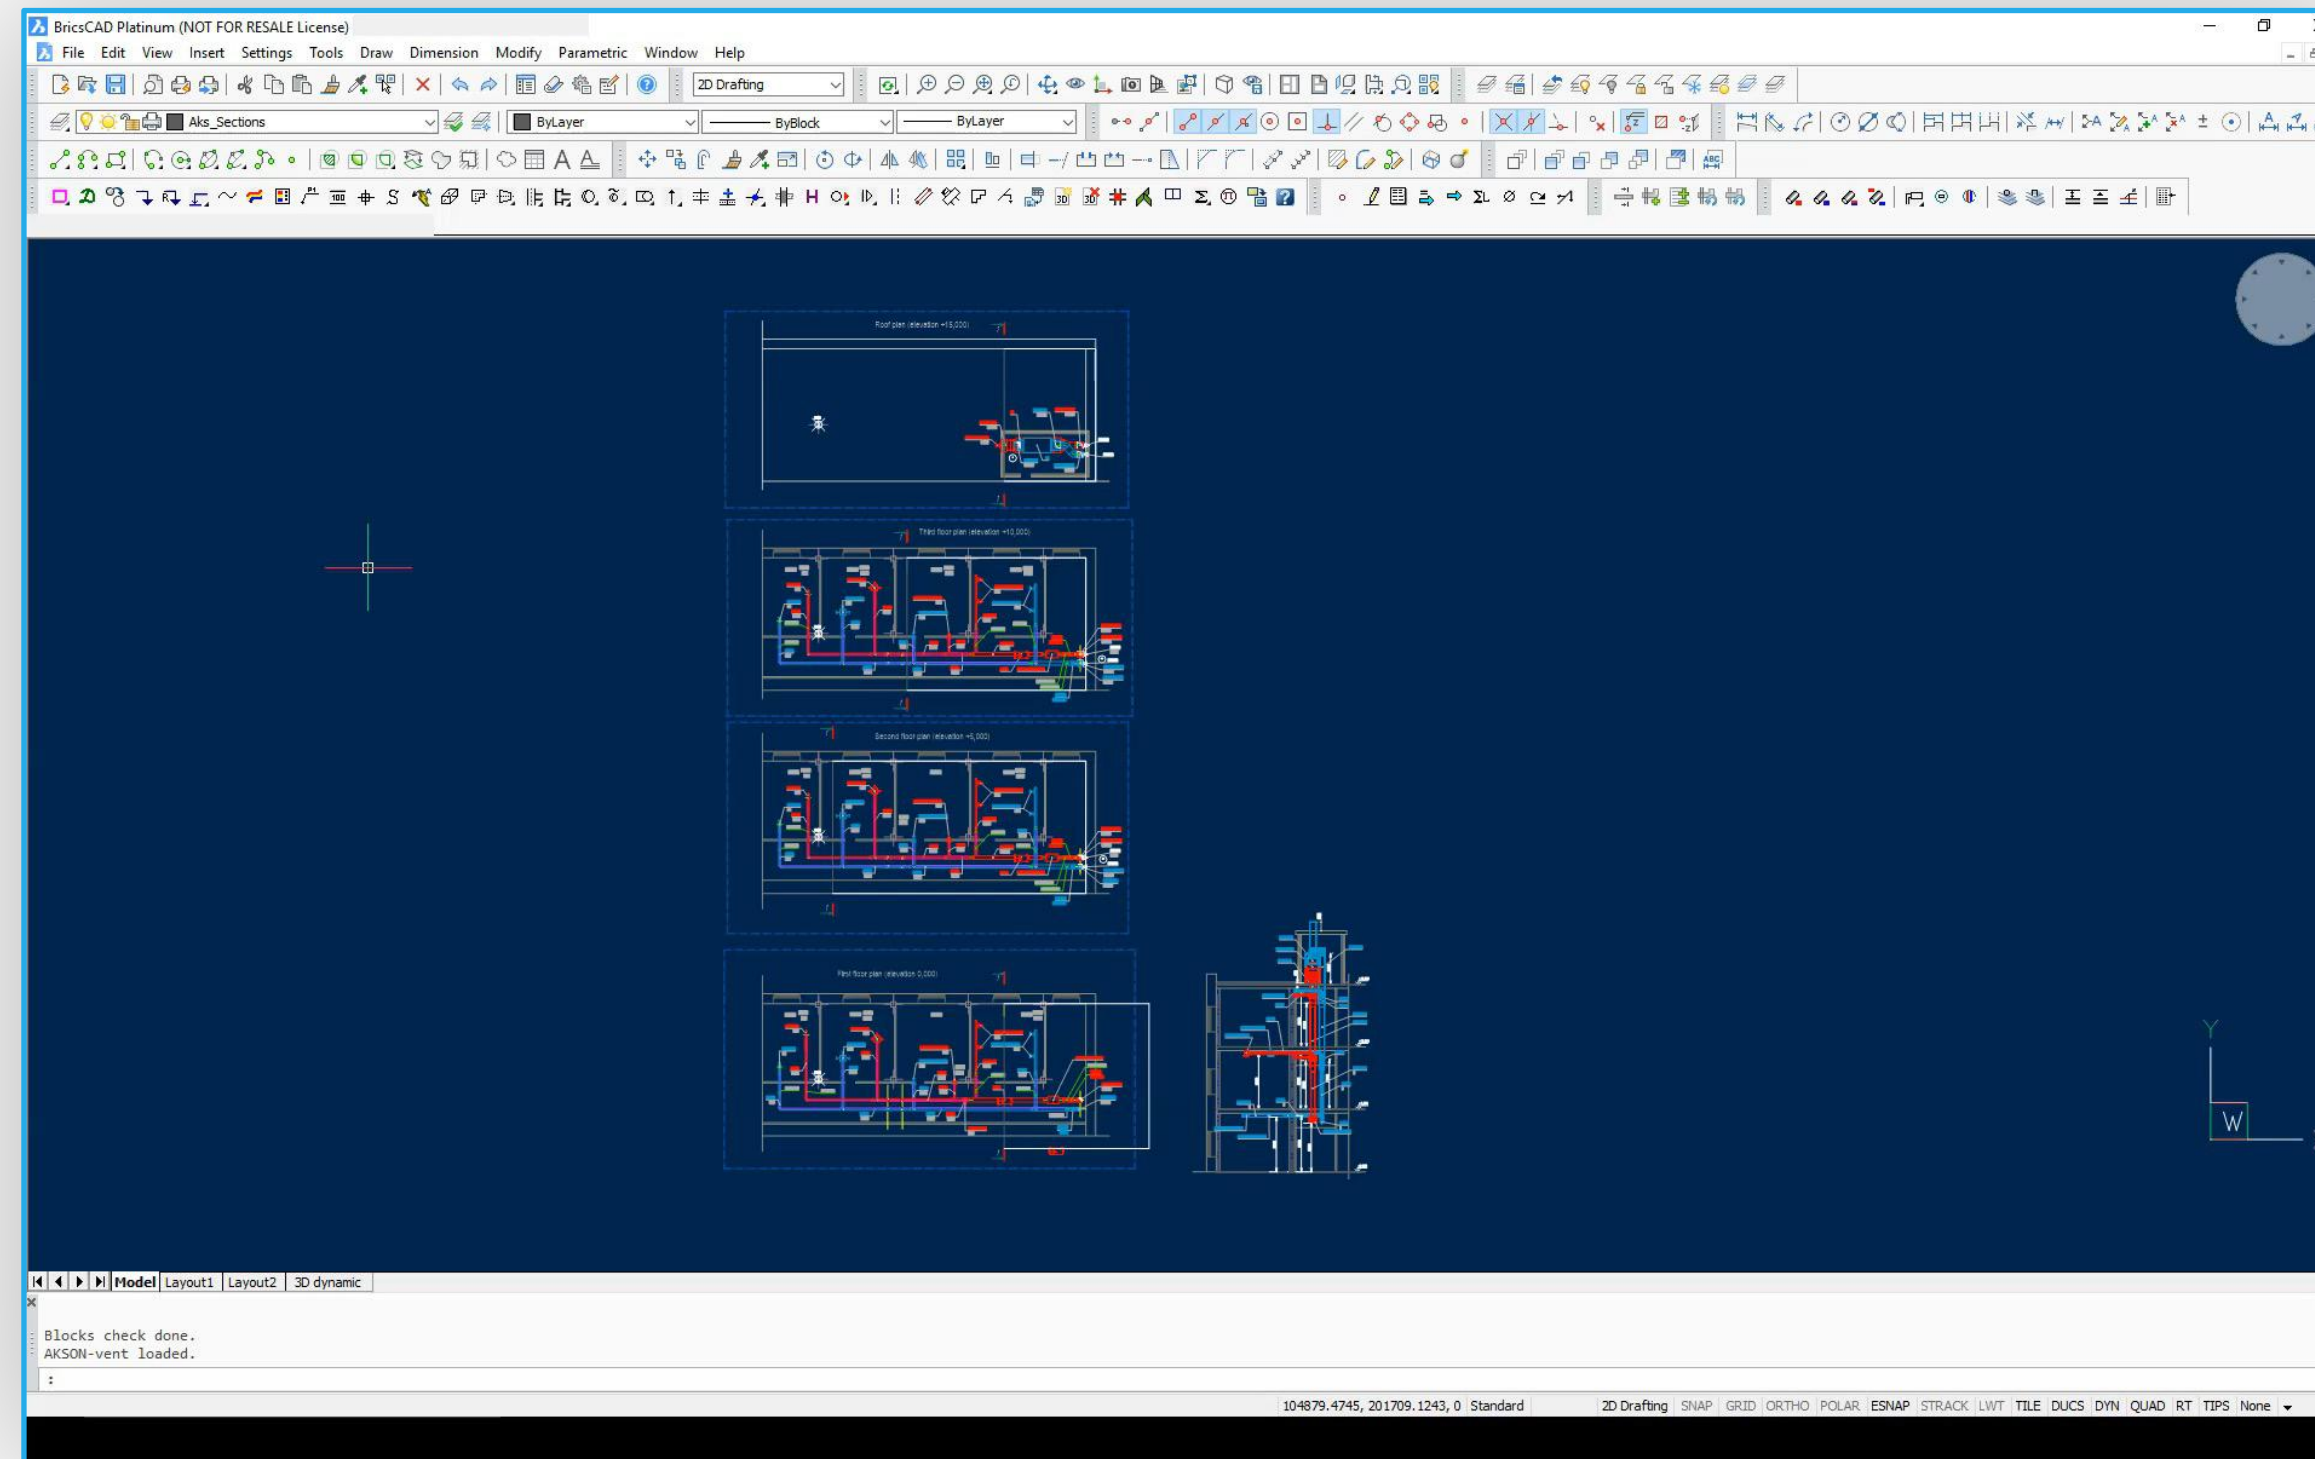 BricsCAD Platinum (NOT FOR RESALE License)
File Edit View Insert Settings Tools Draw Dimension Modify Parametric Window Help
2D Drafting
Aks_Sections ByLayer ByBlock ByLayer
Roof plan (elevation +15,000)
Third floor plan (elevation +10,000)
Second floor plan (elevation +5,000)
First floor plan (elevation 0,000)
Y
W
Model Layout1 Layout2 3D dynamic
Blocks check done.
AKSON-vent loaded.
:
104879.4745, 201709.1243, 0 Standard 2D Drafting SNAP GRID ORTHO POLAR ESNAP STRACK LWT TILE DUCS DYN QUAD RT TIPS None